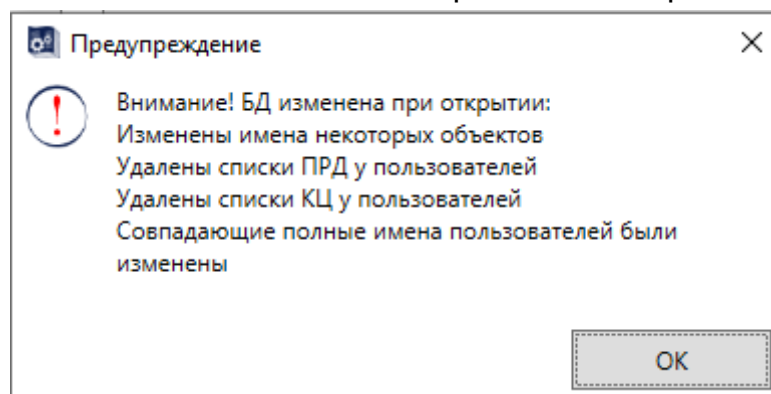 Предупреждение
Внимание! БД изменена при открытии:
Изменены имена некоторых объектов
Удалены списки ПРД у пользователей
Удалены списки КЦ у пользователей
Совпадающие полные имена пользователей были
изменены
OK